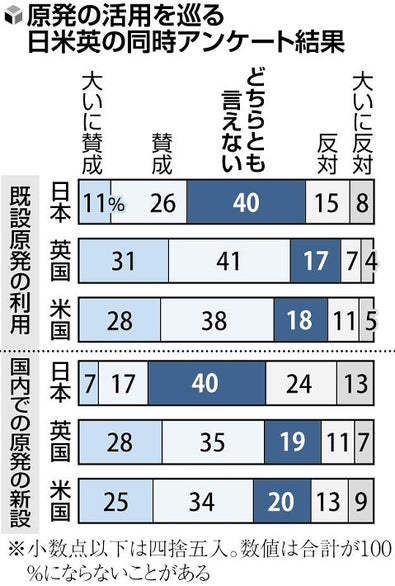 原発の活用を巡る
日米英の同時アンケート結果
大いに賛成
賛成
どちらとも
言えない
反対
大いに反対
既設原発の利用
日本
11% 26 40 15 8
英国
31 41 17 7 4
米国
28 38 18 11 5
国内での原発の新設
日本
7 17 40 24 13
英国
28 35 19 11 7
米国
25 34 20 13 9
※小数点以下は四捨五入。数値は合計が100
%にならないことがある